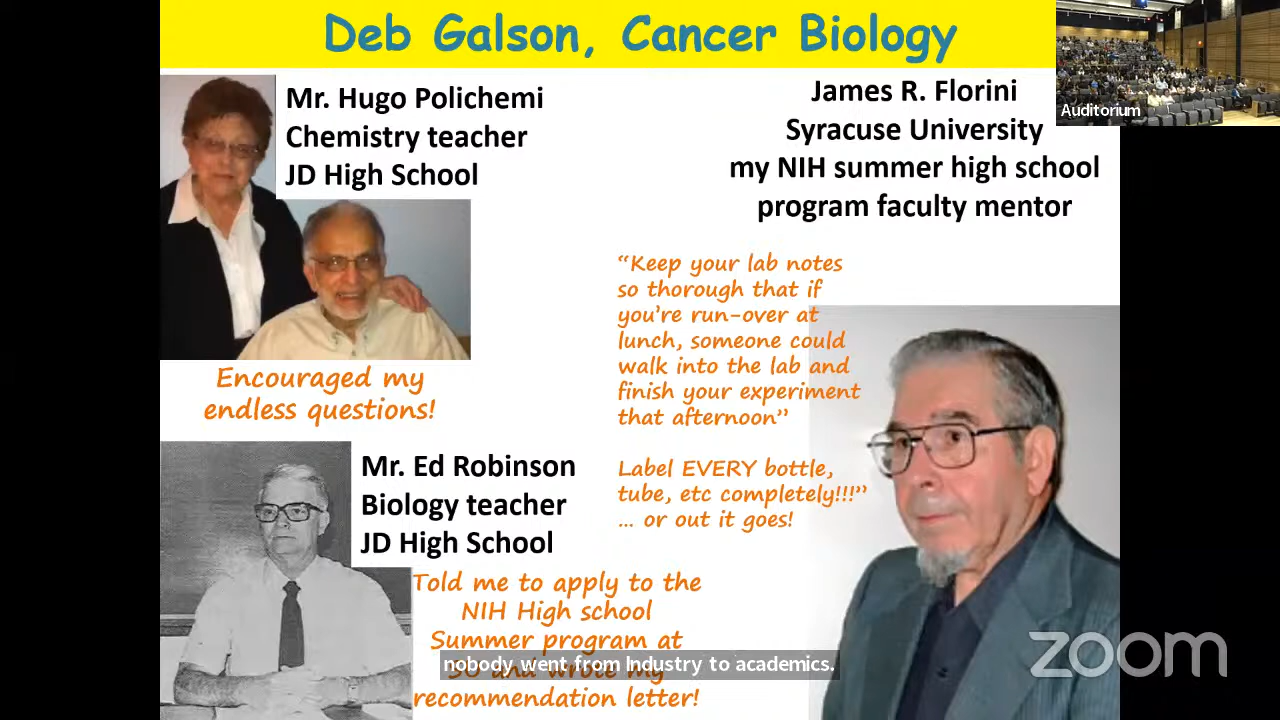 Deb Galson, Cancer Biology
Auditorium
Mr. Hugo Polichemi
Chemistry teacher
JD High School
Encouraged my
endless questions!
Mr. Ed Robinson
Biology teacher
JD High School
Told me to apply to the
NIH High school
Summer program at
SU and wrote my
recommendation letter!
James R. Florini
Syracuse University
my NIH summer high school
program faculty mentor
“Keep your lab notes
so thorough that if
you’re run-over at
lunch, someone could
walk into the lab and
finish your experiment
that afternoon”
Label EVERY bottle,
tube, etc completely!!!”
... or out it goes!
nobody went from Industry to academics.
zoom